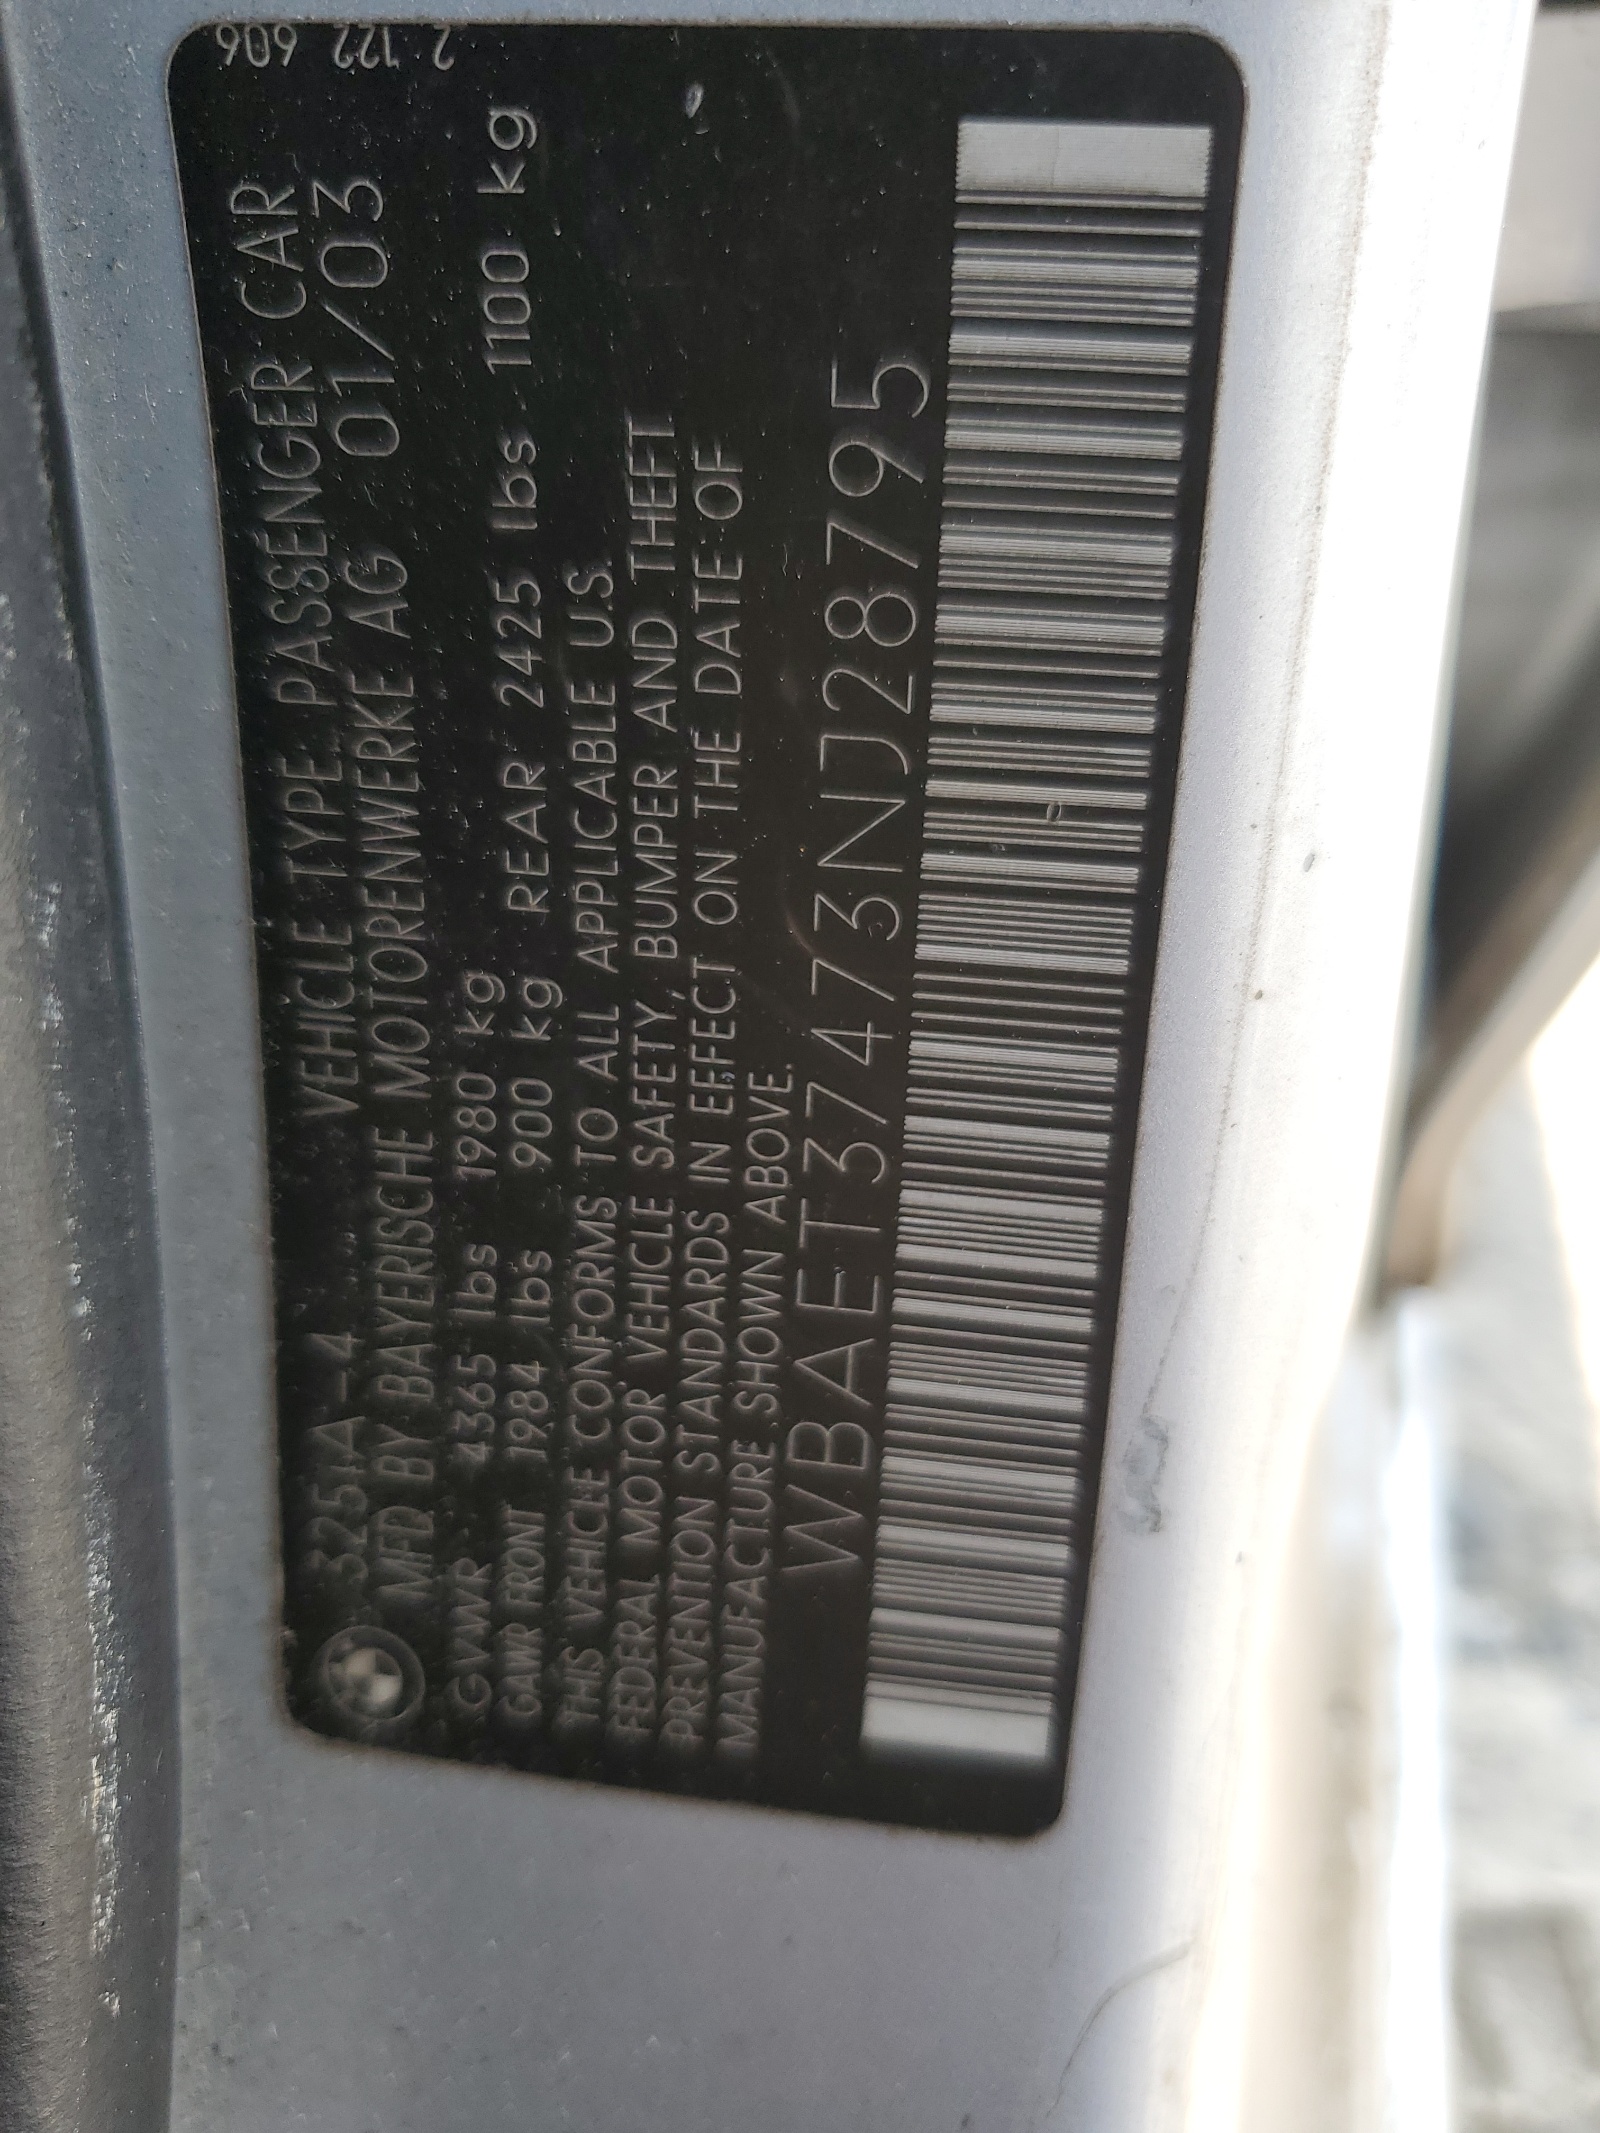 325iA-4 VEHICLE TYPE PASSENGER CAR
MFD BY BAYERISCHE MOTORENWERKE AG 01/03
GVWR 4365 lbs 1980 kg
GAWR FRONT 1984 lbs 900 kg REAR 2425 lbs 1100 kg
THIS VEHICLE CONFORMS TO ALL APPLICABLE U.S.
FEDERAL MOTOR VEHICLE SAFETY, BUMPER AND THEFT
PREVENTION STANDARDS IN EFFECT ON THE DATE OF
MANUFACTURE SHOWN ABOVE.
WBAET37473NJ28795
2 122 606